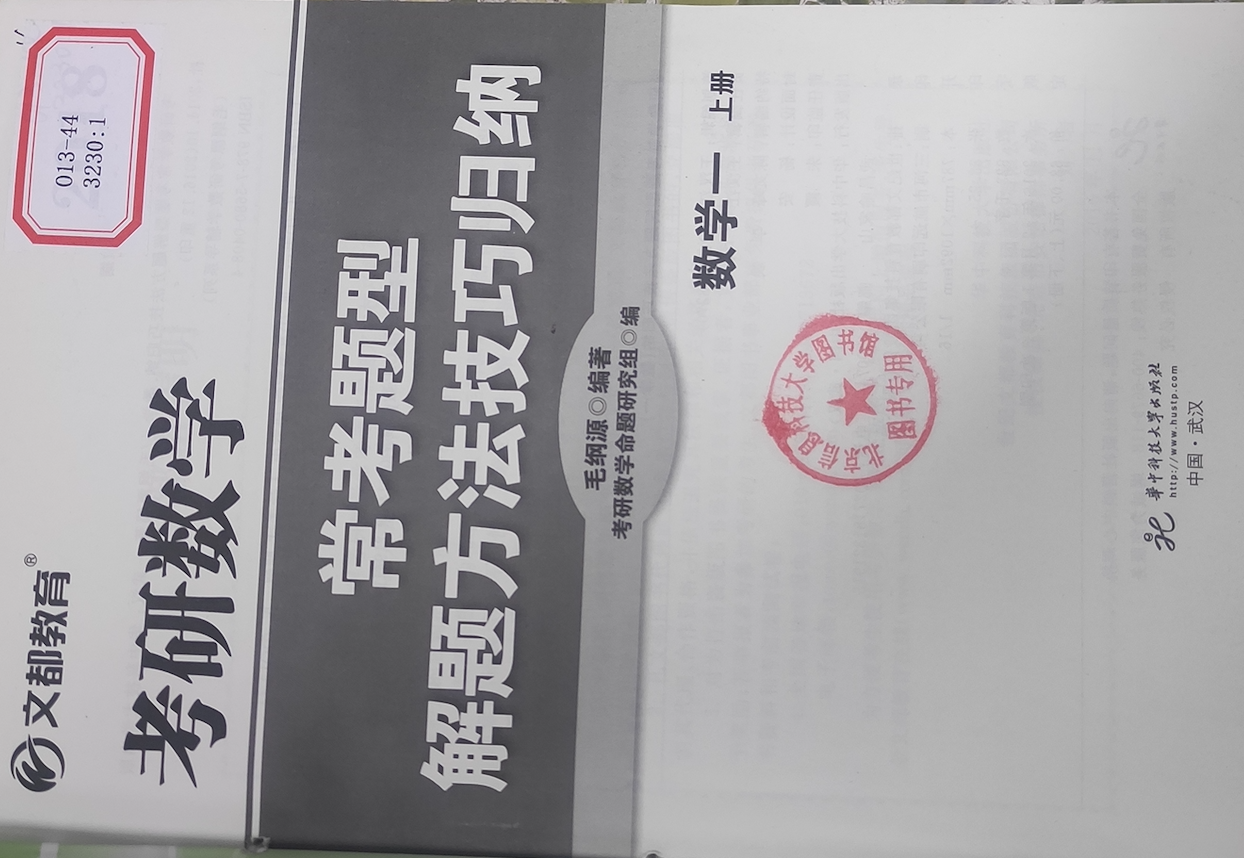 013-44
3230:1
文都教育®
考研数学
常考题型
解题方法技巧归纳
毛纲源◎编著
考研数学命题研究组◎编
数学一 上册
北京信息科技大学图书馆
图书专用
华中科技大学出版社
http://www.hustp.com
中国·武汉